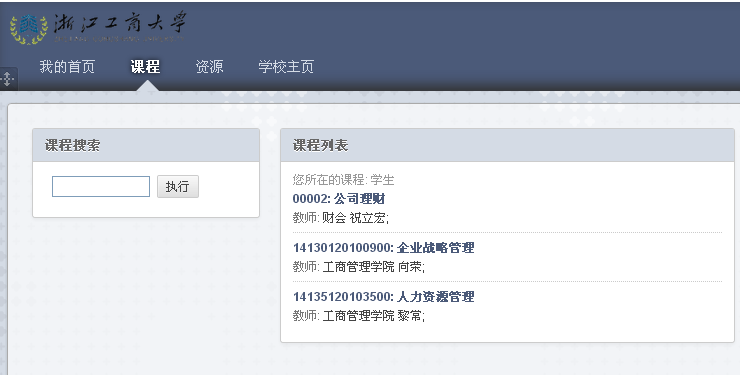 浙江工商大学
我的首页 课程 资源 学校主页
课程搜索
执行
课程列表
您所在的课程: 学生
00002: 公司理财
教师: 财会 祝立宏;
14130120100900: 企业战略管理
教师: 工商管理学院 向荣;
14135120103500: 人力资源管理
教师: 工商管理学院 黎常;